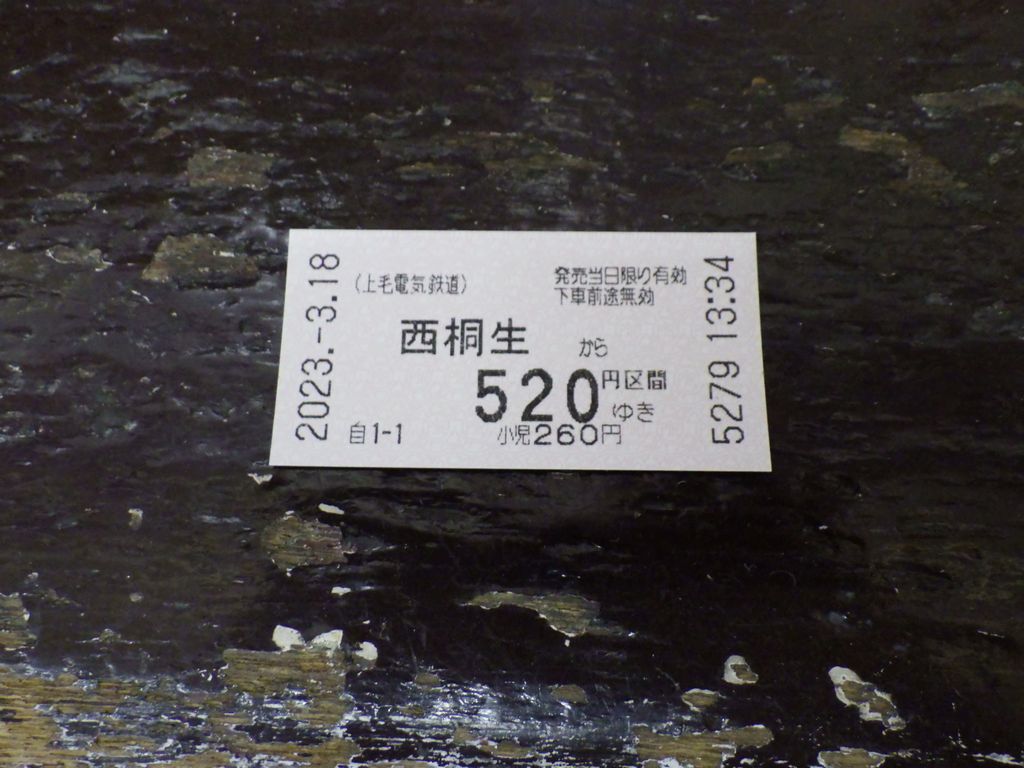 2023.-3.18
(上毛電気鉄道)
発売当日限り有効
下車前途無効
西桐生 から
520円区間ゆき
自1-1 小児260円
5279 13:34